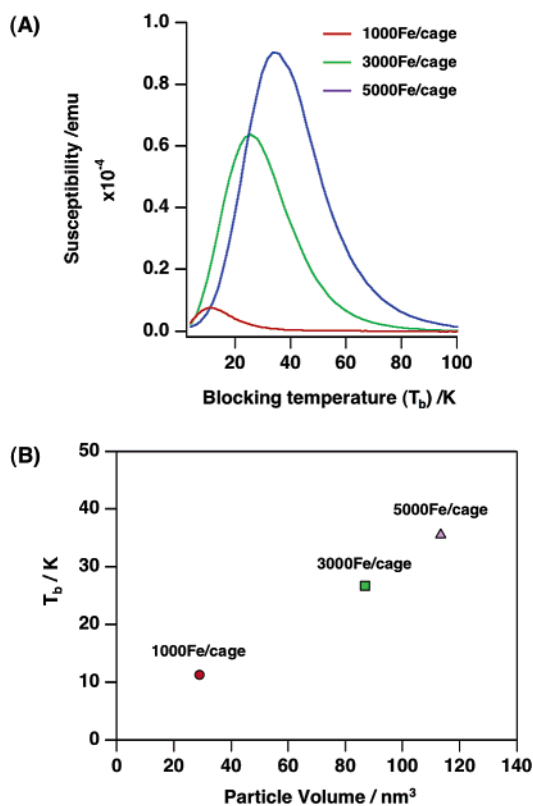 (A)
1000Fe/cage
3000Fe/cage
5000Fe/cage
Susceptibility /emu
x10⁻⁴
1.0
0.8
0.6
0.4
0.2
0.0
20 40 60 80 100
Blocking temperature (T_b) /K
(B)
50
40
30
20
10
0
T_b / K
5000Fe/cage
3000Fe/cage
1000Fe/cage
0 20 40 60 80 100 120 140
Particle Volume / nm³